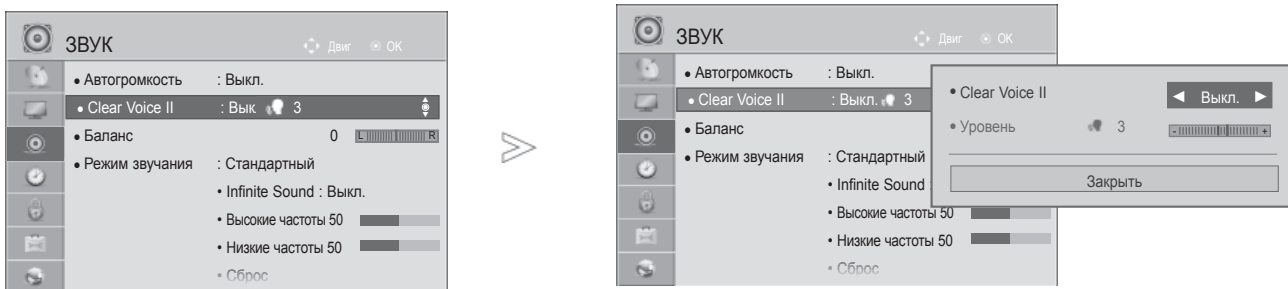 ЗВУК
Двиг ОК
• Автогромкость : Выкл.
• Clear Voice II : Вык 3
• Баланс 0 L R
• Режим звучания : Стандартный
• Infinite Sound : Выкл.
• Высокие частоты 50
• Низкие частоты 50
• Сброс
ЗВУК
Двиг ОК
• Автогромкость : Выкл.
• Clear Voice II : Выкл. 3
• Баланс
• Режим звучания : Стандартный
• Infinite Sound :
• Высокие частоты 50
• Низкие частоты 50
• Сброс
• Clear Voice II ◄ Выкл. ►
• Уровень 3 - +
Закрыть